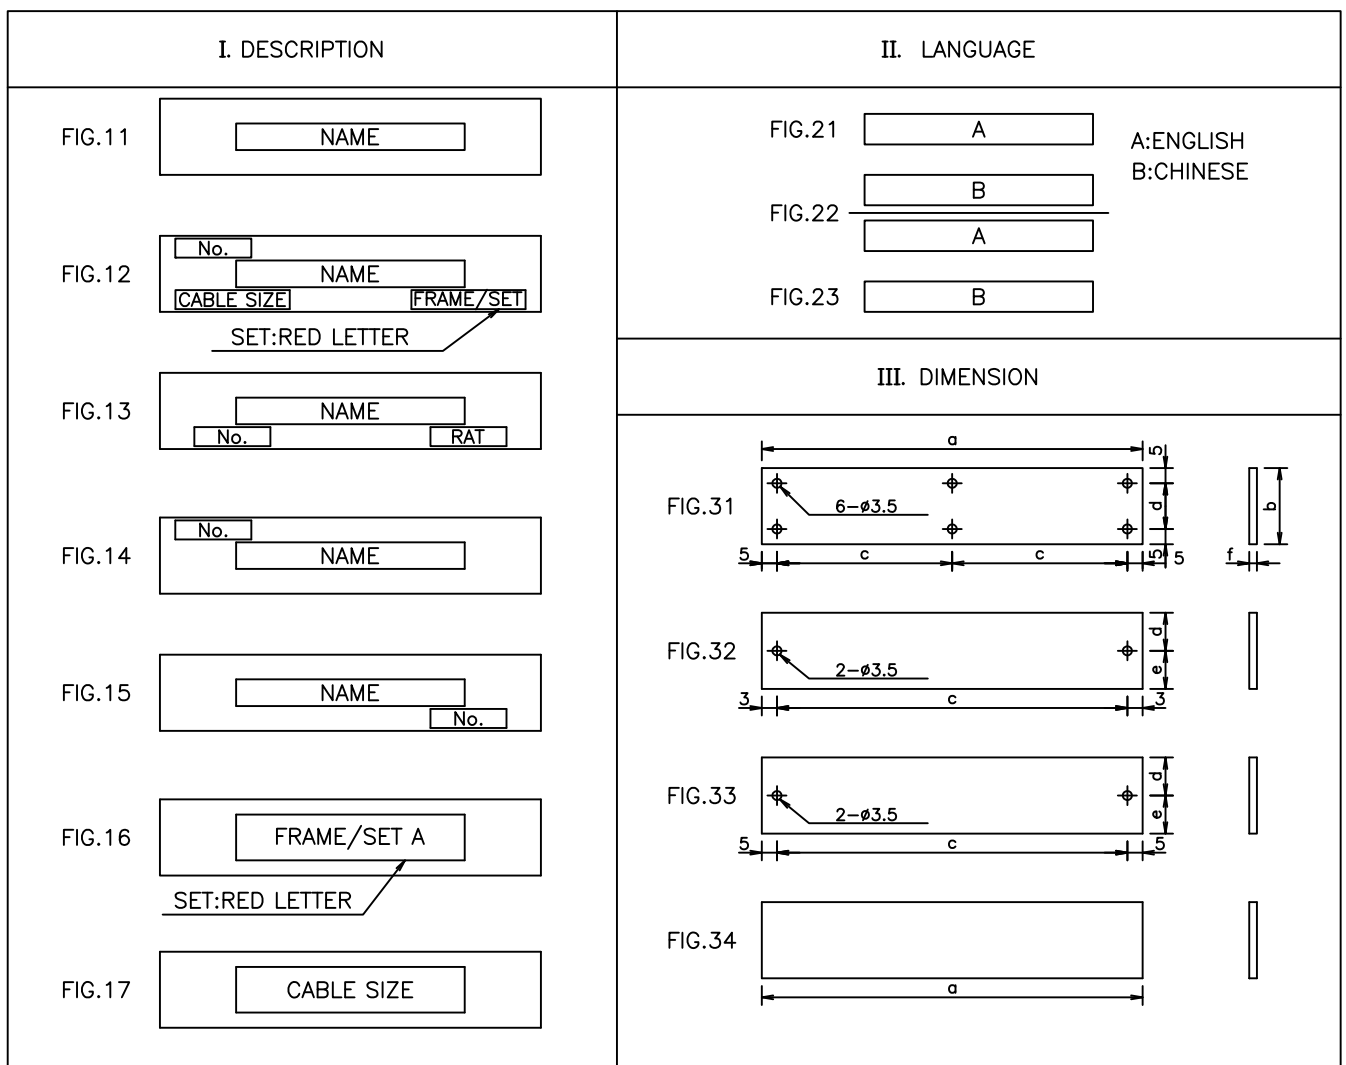 I. DESCRIPTION
FIG.11
NAME
FIG.12
No.
NAME
CABLE SIZE
FRAME/SET
SET:RED LETTER
FIG.13
NAME
No.
RAT
FIG.14
No.
NAME
FIG.15
NAME
No.
FIG.16
FRAME/SET A
SET:RED LETTER
FIG.17
CABLE SIZE
II. LANGUAGE
FIG.21
A
A:ENGLISH
B:CHINESE
FIG.22
B
A
FIG.23
B
III. DIMENSION
FIG.31
a
5
6-ø3.5
d
b
5
c
c
5
5
f
FIG.32
d
2-ø3.5
e
3
c
3
FIG.33
d
2-ø3.5
e
5
c
5
FIG.34
a